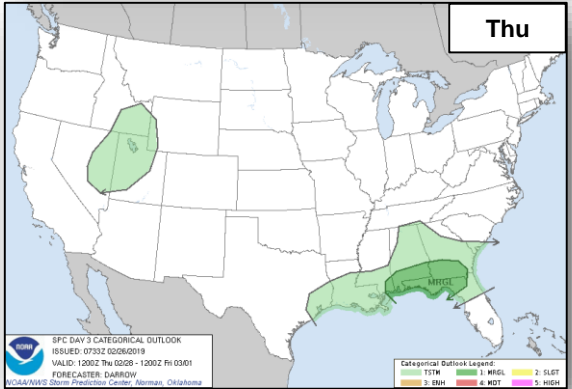 Thu
MRGL
NOAA
SPC DAY 3 CATEGORICAL OUTLOOK
ISSUED: 0733Z 02/26/2019
VALID: 1200Z Thu 02/28 - 1200Z Fri 03/01
FORECASTER: DARROW
NOAA/NWS Storm Prediction Center, Norman, Oklahoma
Categorical Outlook Legend:
TSTM 1: MRGL 2: SLGT
3: ENH 4: MDT 5: HIGH